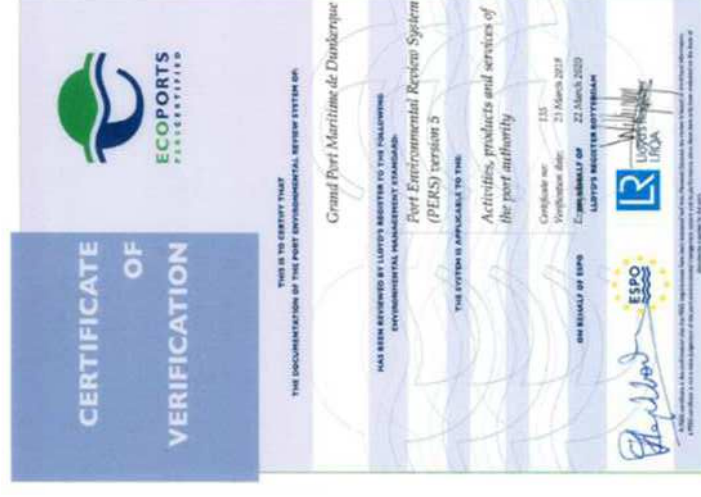 CERTIFICATE
OF
VERIFICATION
ECOPORTS
THIS IS TO CERTIFY THAT
THE DOCUMENTATION OF THE PORT ENVIRONMENTAL REVIEW SYSTEM OF:
Grand Port Maritime de Dunkerque
HAS BEEN REVIEWED BY LLOYD'S REGISTER TO THE FOLLOWING
ENVIRONMENTAL MANAGEMENT STANDARD:
Port Environmental Review System
(PERS) version 5
THE SYSTEM IS APPLICABLE TO THE:
Activities, products and services of
the port authority
Certificate no: 135
Verification date: 23 March 2018
22 March 2020
ON BEHALF OF ESPO
ON BEHALF OF
LLOYD'S REGISTER ROTTERDAM
ESPO
LR
Lloyd's Register
LRQA